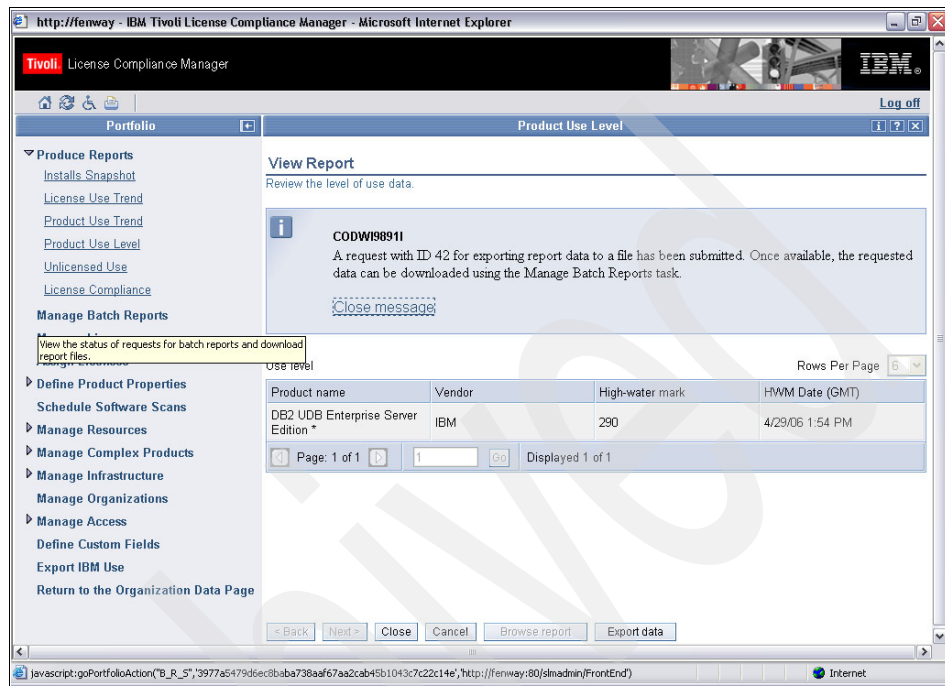 http://fenway - IBM Tivoli License Compliance Manager - Microsoft Internet Explorer
Tivoli. License Compliance Manager
IBM®
Log off
Portfolio
Product Use Level
Produce Reports
Installs Snapshot
License Use Trend
Product Use Trend
Product Use Level
Unlicensed Use
License Compliance
Manage Batch Reports
View the status of requests for batch reports and download
report files.
Define Product Properties
Schedule Software Scans
Manage Resources
Manage Complex Products
Manage Infrastructure
Manage Organizations
Manage Access
Define Custom Fields
Export IBM Use
Return to the Organization Data Page
View Report
Review the level of use data.
CODWI9891I
A request with ID 42 for exporting report data to a file has been submitted. Once available, the requested
data can be downloaded using the Manage Batch Reports task.
Close message
Use level
Rows Per Page 6
Product name Vendor High-water mark HWM Date (GMT)
DB2 UDB Enterprise Server
Edition * IBM 290 4/29/06 1:54 PM
Page: 1 of 1 1 Go Displayed 1 of 1
< Back Next > Close Cancel Browse report Export data
javascript:goPortfolioAction("B_R_S",'3977a5479d6ec8baba738aaf67aa2cab45b1043c7c22c14e','http://fenway:80/slmadmin/FrontEnd')
Internet